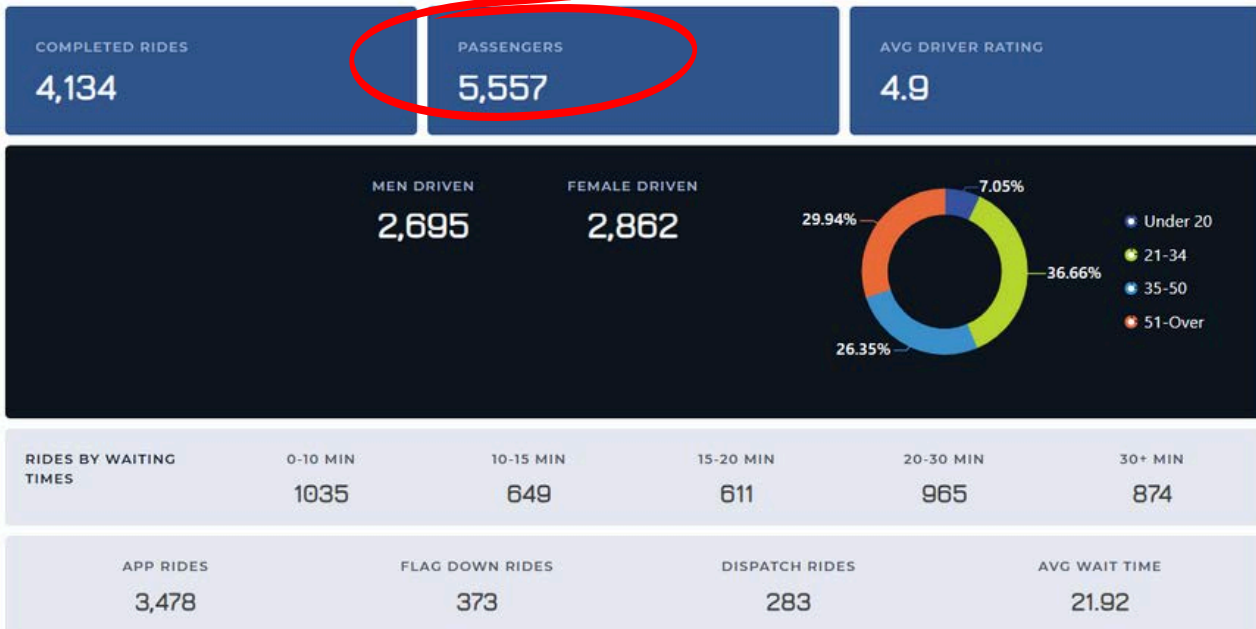 COMPLETED RIDES
4,134
PASSENGERS
5,557
AVG DRIVER RATING
4.9
MEN DRIVEN
2,695
FEMALE DRIVEN
2,862
7.05%
29.94%
36.66%
26.35%
Under 20
21-34
35-50
51-Over
RIDES BY WAITING
TIMES
0-10 MIN
1035
10-15 MIN
649
15-20 MIN
611
20-30 MIN
965
30+ MIN
874
APP RIDES
3,478
FLAG DOWN RIDES
373
DISPATCH RIDES
283
AVG WAIT TIME
21.92